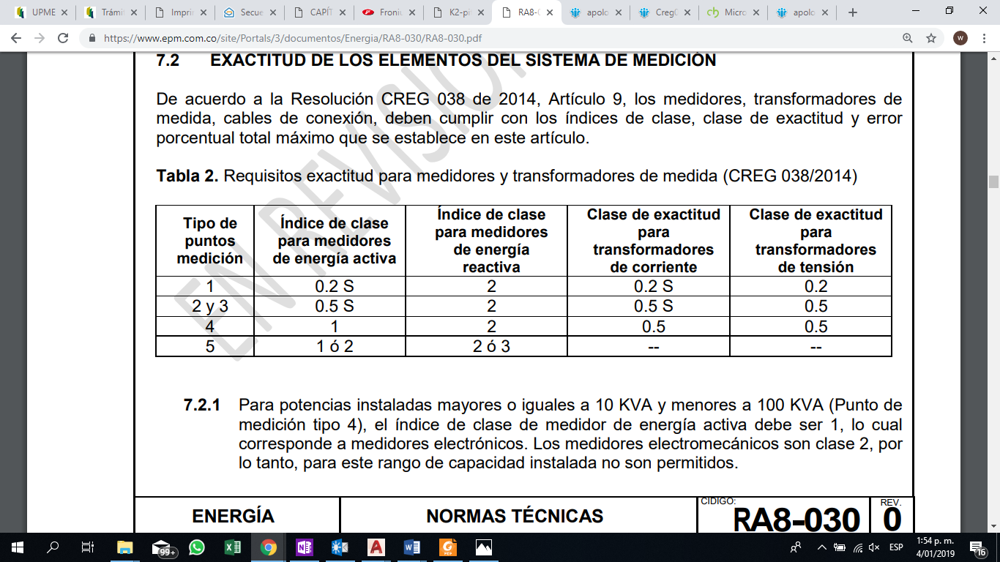 UPME
Trámi
Impri
Secue
CAPÍT
Froniu
K2-pi
RA8-0
apolo
Creg
Micro
apolo
https://www.epm.com.co/site/Portals/3/documentos/Energia/RA8-030/RA8-030.pdf
w
7.2 EXACTITUD DE LOS ELEMENTOS DEL SISTEMA DE MEDICIÓN
De acuerdo a la Resolución CREG 038 de 2014, Artículo 9, los medidores, transformadores de
medida, cables de conexión, deben cumplir con los índices de clase, clase de exactitud y error
porcentual total máximo que se establece en este artículo.
Tabla 2. Requisitos exactitud para medidores y transformadores de medida (CREG 038/2014)
Tipo de
puntos
medición
Índice de clase
para medidores
de energía activa
Índice de clase
para medidores
de energía
reactiva
Clase de exactitud
para
transformadores
de corriente
Clase de exactitud
para
transformadores
de tensión
1 0.2 S 2 0.2 S 0.2
2 y 3 0.5 S 2 0.5 S 0.5
4 1 2 0.5 0.5
5 1 ó 2 2 ó 3 -- --
EN REVISION
7.2.1 Para potencias instaladas mayores o iguales a 10 KVA y menores a 100 KVA (Punto de
medición tipo 4), el índice de clase de medidor de energía activa debe ser 1, lo cual
corresponde a medidores electrónicos. Los medidores electromecánicos son clase 2, por
lo tanto, para este rango de capacidad instalada no son permitidos.
ENERGÍA
NORMAS TÉCNICAS
CÓDIGO:
RA8-030
REV.
0
99+
ESP
1:54 p. m.
4/01/2019
16